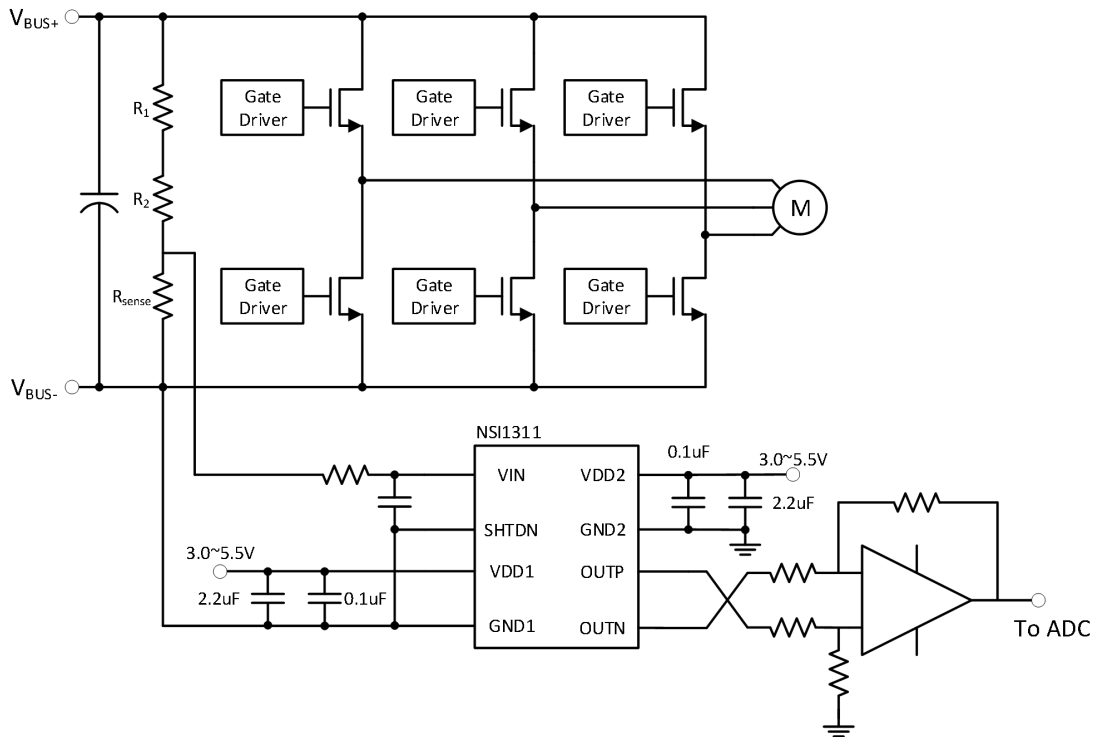 VBUS+
R1
Gate
Driver
Gate
Driver
Gate
Driver
R2
M
Rsense
Gate
Driver
Gate
Driver
Gate
Driver
VBUS-
NSI1311
0.1uF
3.0~5.5V
VIN
VDD2
2.2uF
SHTDN
GND2
3.0~5.5V
VDD1
OUTP
2.2uF
0.1uF
GND1
OUTN
To ADC